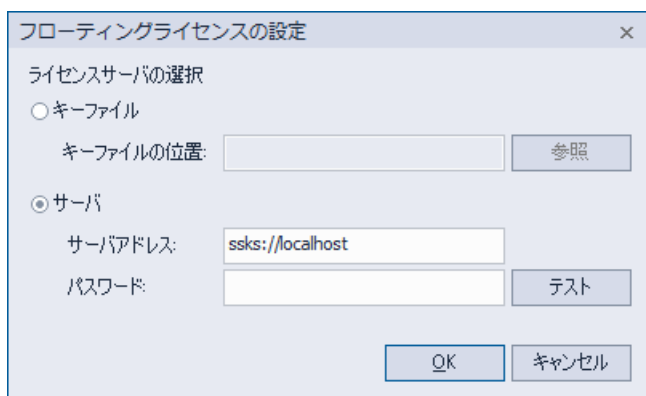 フローティングライセンスの設定
ライセンスサーバの選択
キーファイル
キーファイルの位置:
参照
サーバ
サーバアドレス:
ssks://localhost
パスワード:
テスト
OK
キャンセル